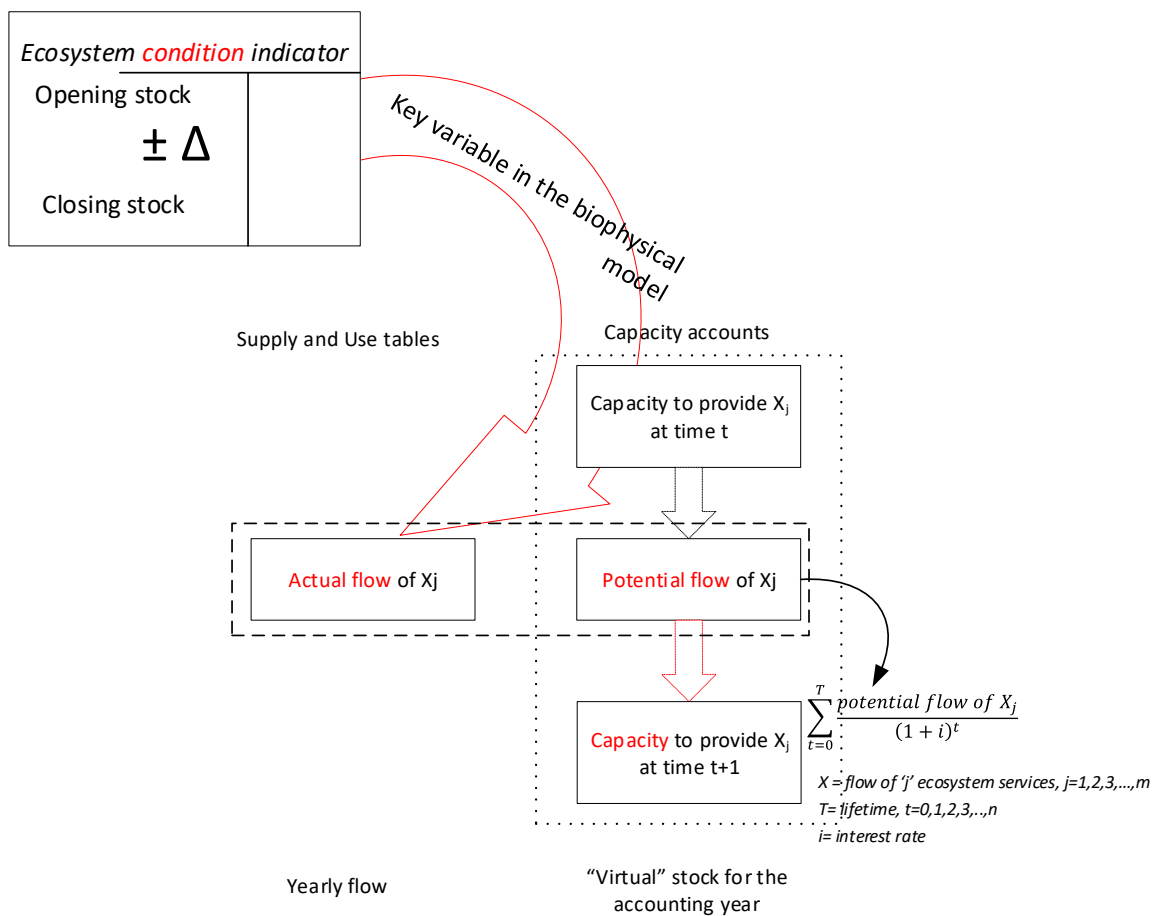 Ecosystem condition indicator
Opening stock
± Δ
Closing stock
Key variable in the biophysical
model
Supply and Use tables
Capacity accounts
Capacity to provide Xj
at time t
Actual flow of Xj
Potential flow of Xj
Capacity to provide Xj
at time t+1
∑_{t=0}^{T} potential flow of X_j / (1 + i)^t
X = flow of ‘j’ ecosystem services, j=1,2,3,...,m
T= lifetime, t=0,1,2,3,..,n
i= interest rate
Yearly flow
“Virtual” stock for the
accounting year